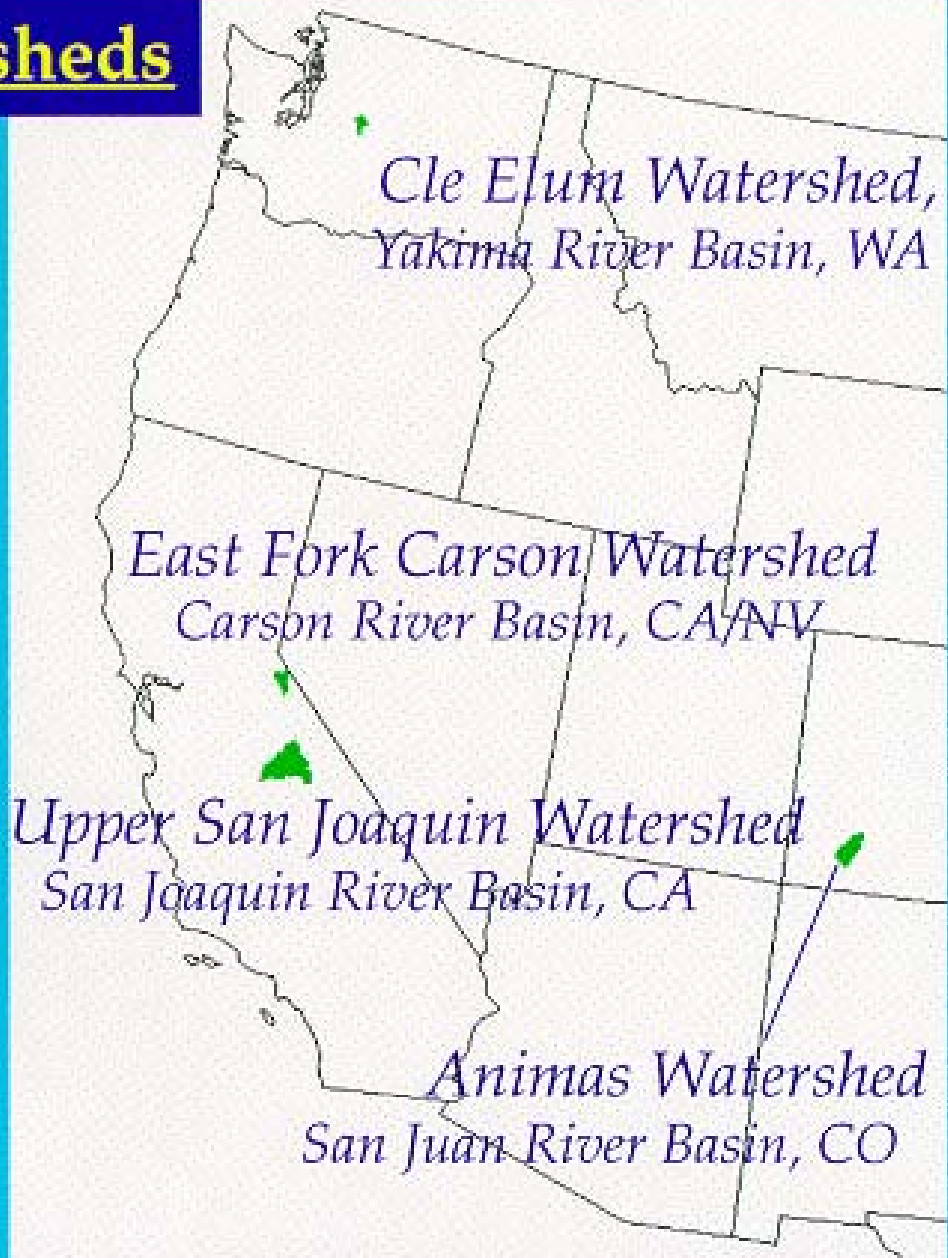 sheds
Cle Elum Watershed,
Yakima River Basin, WA
East Fork Carson Watershed
Carson River Basin, CA/NV
Upper San Joaquin Watershed
San Joaquin River Basin, CA
Animas Watershed
San Juan River Basin, CO